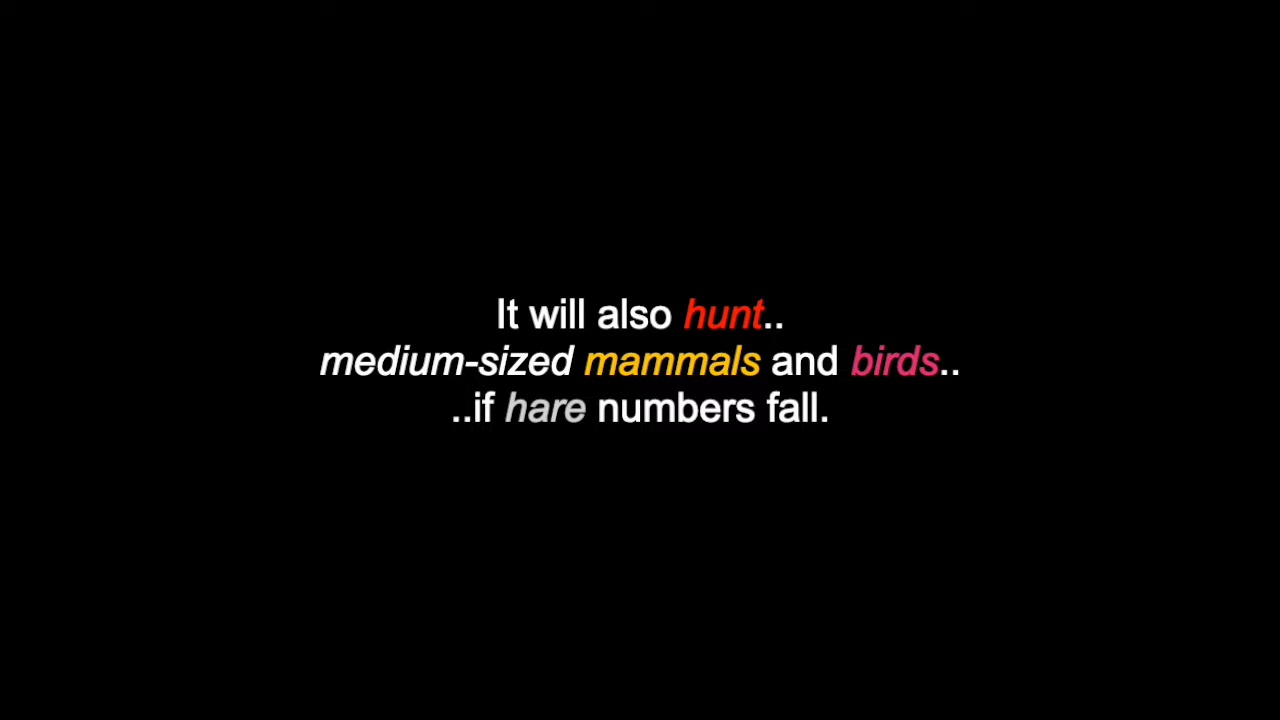 It will also hunt..
medium-sized mammals and birds..
..if hare numbers fall.